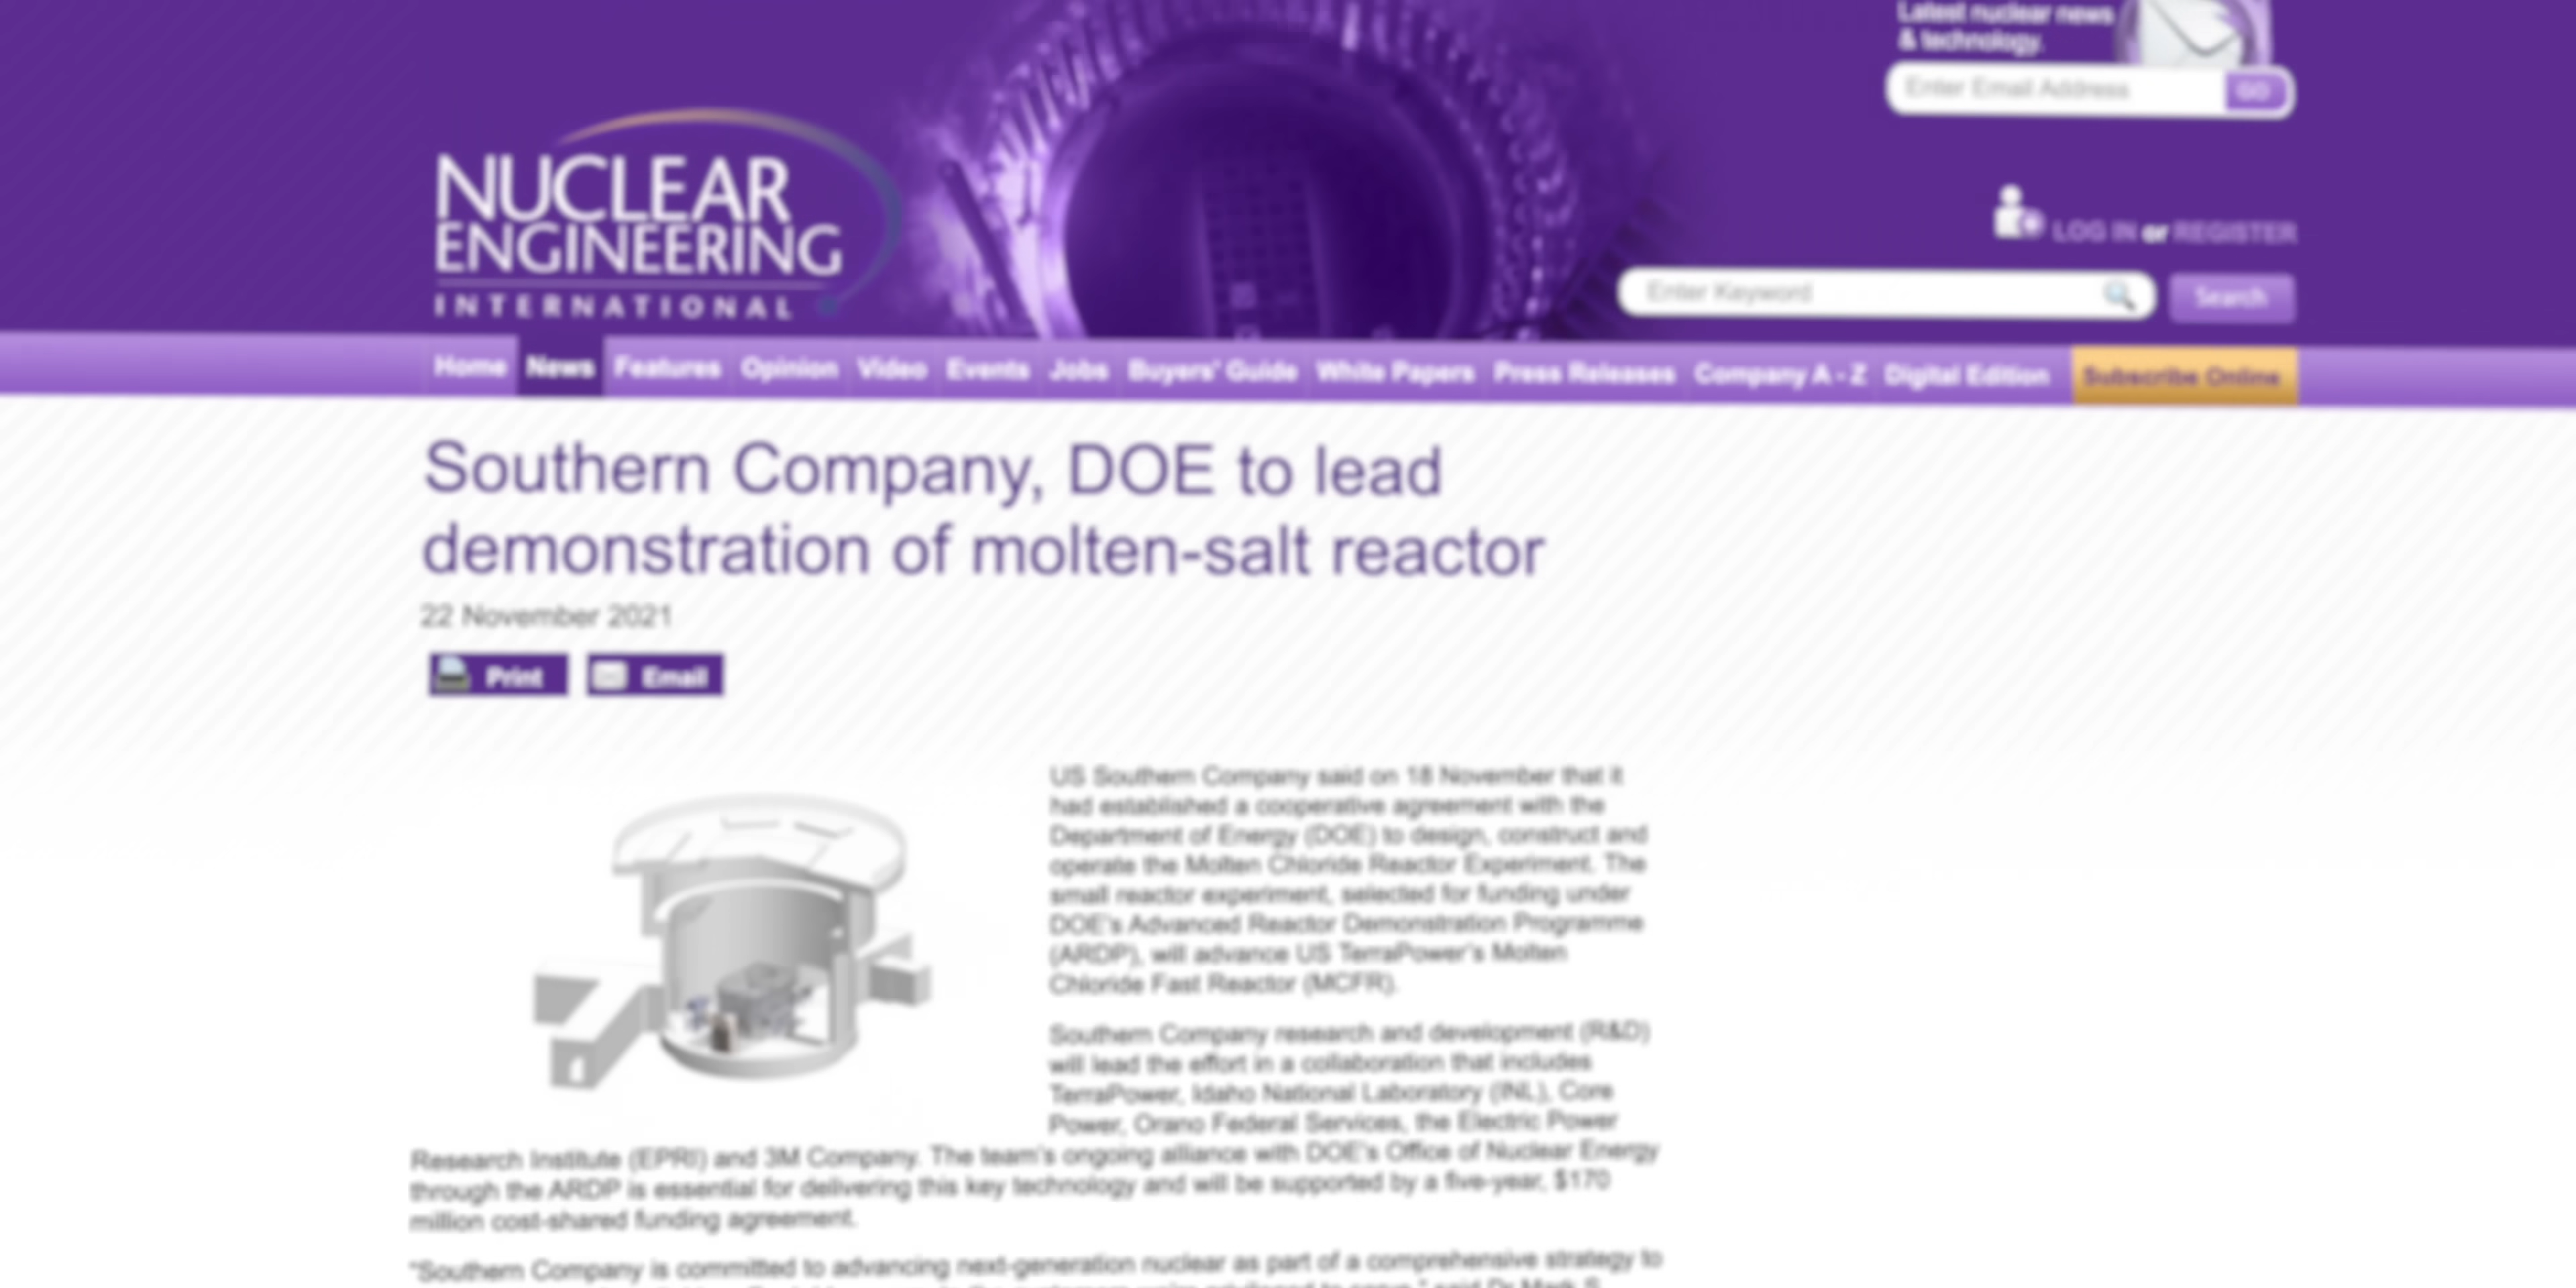 Latest nuclear news
& technology.
Enter Email Address GO
NUCLEAR
ENGINEERING
INTERNATIONAL
LOG IN or REGISTER
Enter Keyword Search
Home News Features Opinion Video Events Jobs Buyers' Guide White Papers Press Releases Company A - Z Digital Edition Subscribe Online
Southern Company, DOE to lead
demonstration of molten-salt reactor
22 November 2021
Print Email
US Southern Company said on 18 November that it
had established a cooperative agreement with the
Department of Energy (DOE) to design, construct and
operate the Molten Chloride Reactor Experiment. The
small reactor experiment, selected for funding under
DOE's Advanced Reactor Demonstration Programme
(ARDP), will advance US TerraPower's Molten
Chloride Fast Reactor (MCFR).
Southern Company research and development (R&D)
will lead the effort in a collaboration that includes
TerraPower, Idaho National Laboratory (INL), Core
Power, Orano Federal Services, the Electric Power
Research Institute (EPRI) and 3M Company. The team's ongoing alliance with DOE's Office of Nuclear Energy
through the ARDP is essential for delivering this key technology and will be supported by a five-year, $170
million cost-shared funding agreement.
"Southern Company is committed to advancing next-generation nuclear as part of a comprehensive strategy to
said Dr Mark S